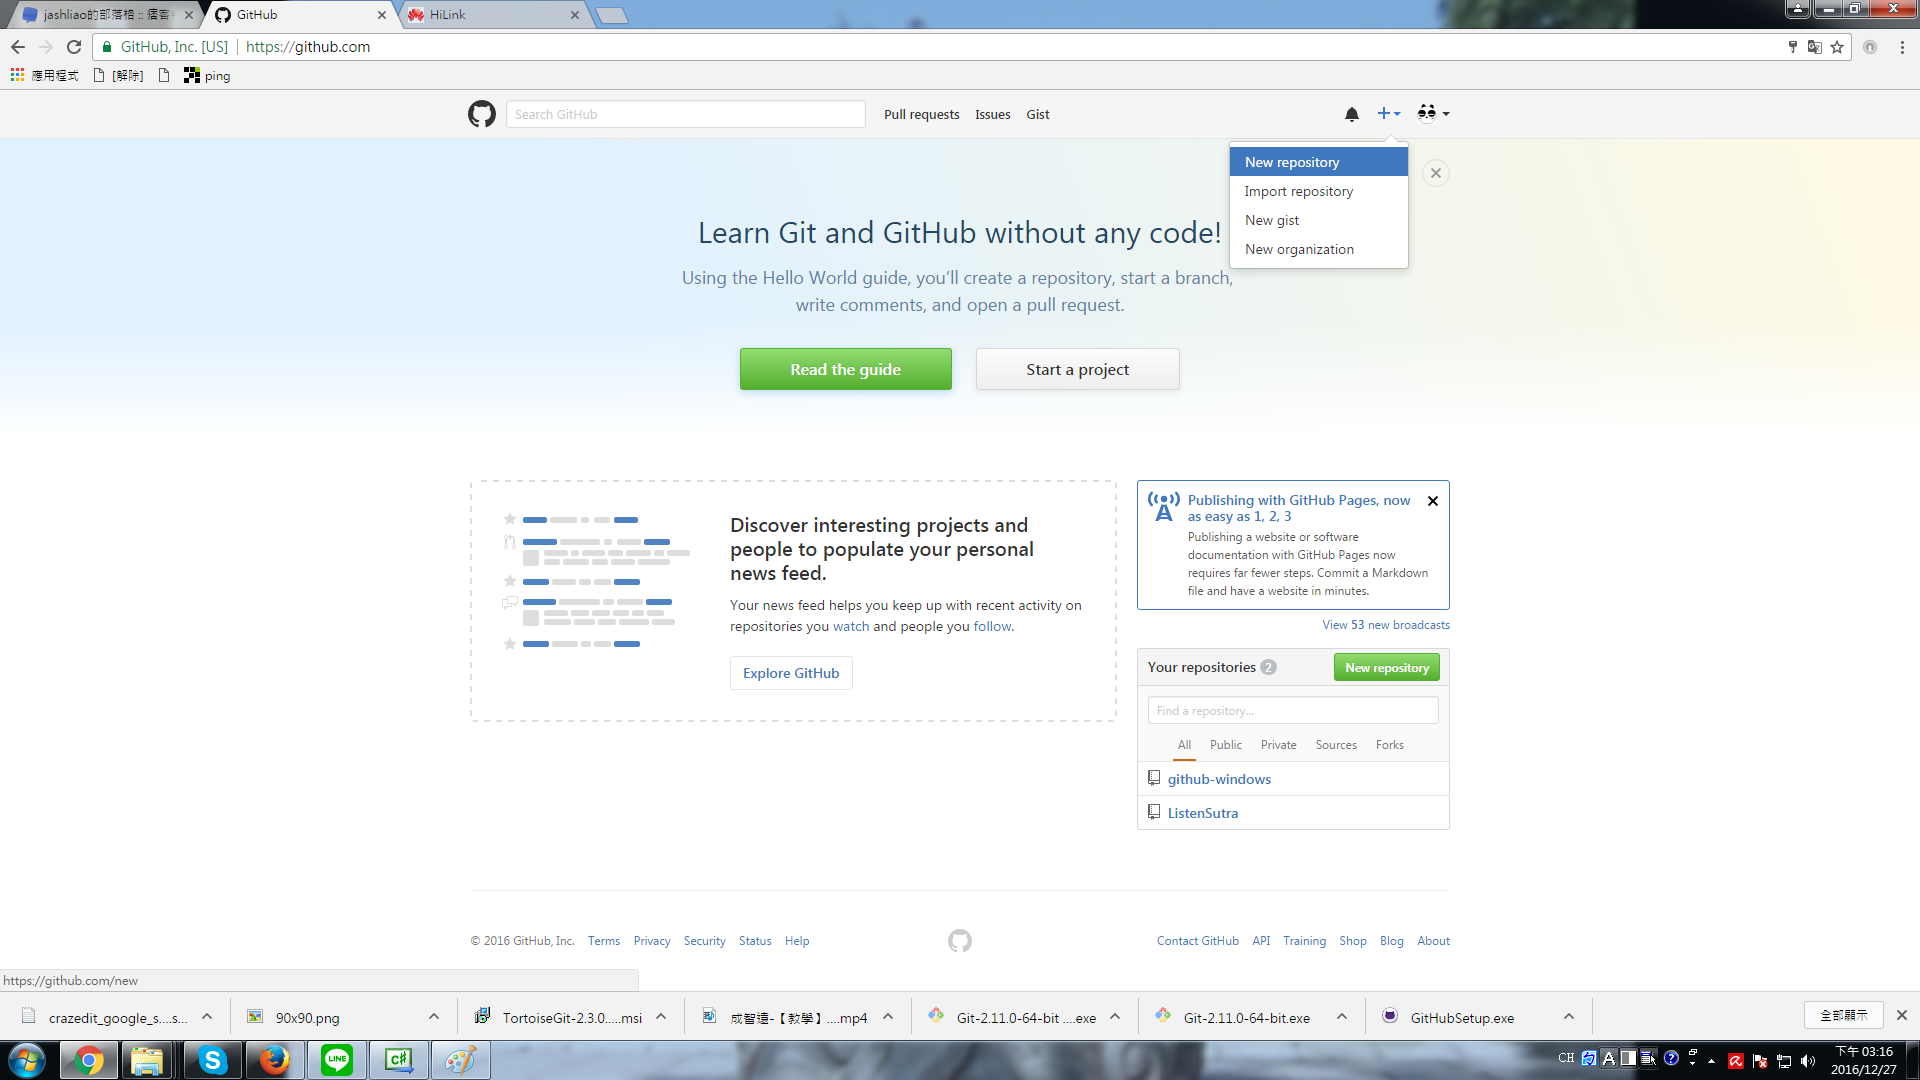 jashliao的部落格 :: 痞客
GitHub
HiLink
GitHub, Inc. [US]
https://github.com
應用程式
[解除]
ping
Search GitHub
Pull requests
Issues
Gist
New repository
Import repository
New gist
New organization
Learn Git and GitHub without any code!
Using the Hello World guide, you’ll create a repository, start a branch,
write comments, and open a pull request.
Read the guide
Start a project
Discover interesting projects and
people to populate your personal
news feed.
Your news feed helps you keep up with recent activity on
repositories you watch and people you follow.
Explore GitHub
Publishing with GitHub Pages, now
as easy as 1, 2, 3
Publishing a website or software
documentation with GitHub Pages now
requires far fewer steps. Commit a Markdown
file and have a website in minutes.
View 53 new broadcasts
Your repositories 2
New repository
Find a repository...
All
Public
Private
Sources
Forks
github-windows
ListenSutra
© 2016 GitHub, Inc.
Terms
Privacy
Security
Status
Help
Contact GitHub
API
Training
Shop
Blog
About
https://github.com/new
crazedit_google_s....s...
90x90.png
TortoiseGit-2.3.0.....msi
成智遠-【教學】....mp4
Git-2.11.0-64-bit ....exe
Git-2.11.0-64-bit.exe
GitHubSetup.exe
全部顯示
LINE
C#
CH
A
下午 03:16
2016/12/27